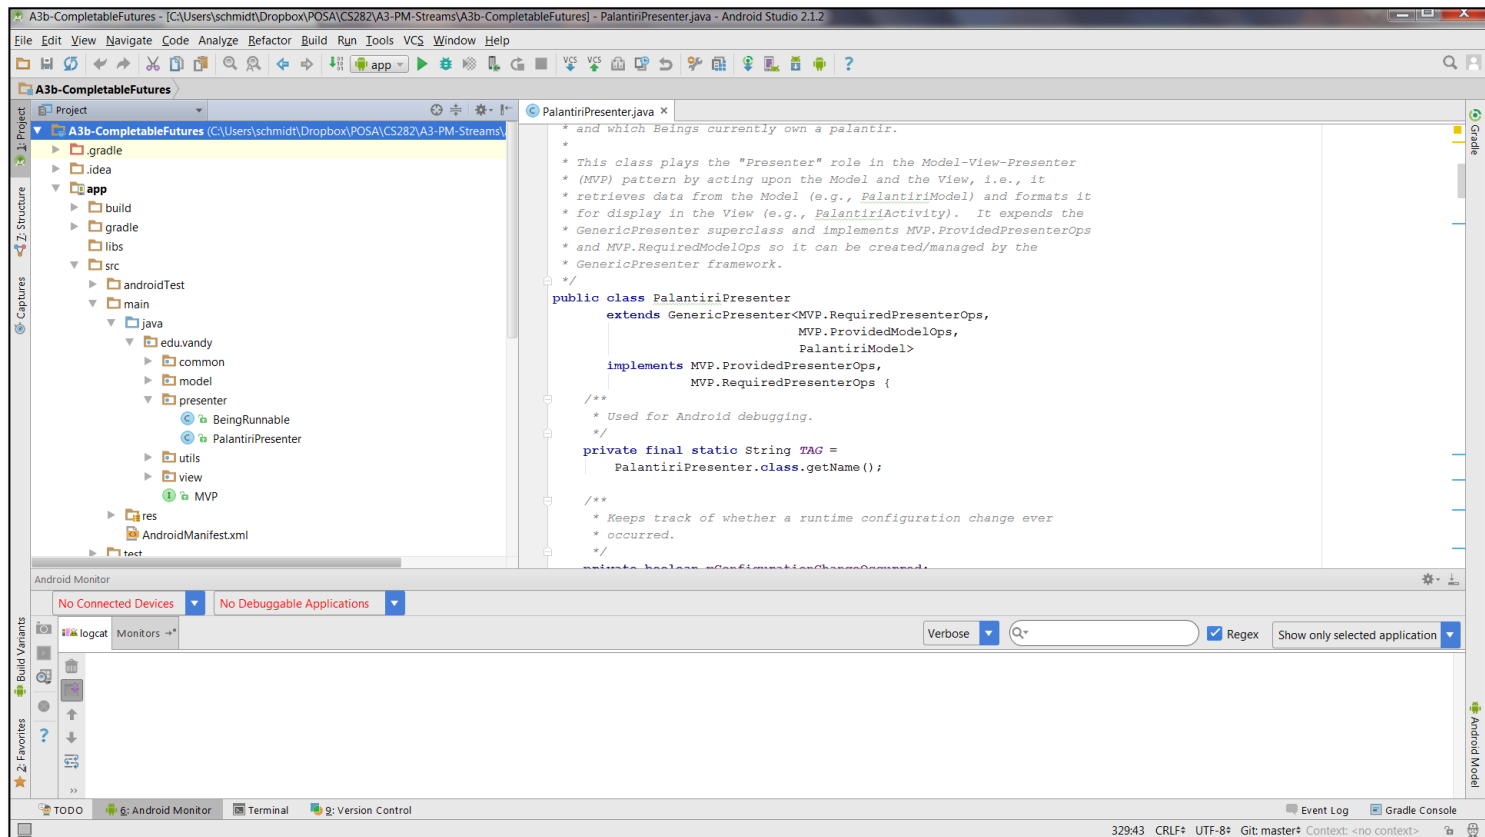 A3b-CompletableFutures - [C:\Users\schmidt\Dropbox\POSA\CS282\A3-PM-Streams\A3b-CompletableFutures] - PalantiriPresenter.java - Android Studio 2.1.2
File Edit View Navigate Code Analyze Refactor Build Run Tools VCS Window Help
app
A3b-CompletableFutures
Project
PalantiriPresenter.java
1: Project
7: Structure
Captures
Build Variants
2: Favorites
A3b-CompletableFutures (C:\Users\schmidt\Dropbox\POSA\CS282\A3-PM-Streams\
.gradle
.idea
app
build
gradle
libs
src
androidTest
main
java
edu.vandy
common
model
presenter
BeingRunnable
PalantiriPresenter
utils
view
MVP
res
AndroidManifest.xml
test
* and which Beings currently own a palantir.
*
* This class plays the "Presenter" role in the Model-View-Presenter
* (MVP) pattern by acting upon the Model and the View, i.e., it
* retrieves data from the Model (e.g., PalantiriModel) and formats it
* for display in the View (e.g., PalantiriActivity).  It expends the
* GenericPresenter superclass and implements MVP.ProvidedPresenterOps
* and MVP.RequiredModelOps so it can be created/managed by the
* GenericPresenter framework.
*/
public class PalantiriPresenter
extends GenericPresenter<MVP.RequiredPresenterOps,
MVP.ProvidedModelOps,
PalantiriModel>
implements MVP.ProvidedPresenterOps,
MVP.RequiredPresenterOps {
/**
* Used for Android debugging.
*/
private final static String TAG =
PalantiriPresenter.class.getName();
/**
* Keeps track of whether a runtime configuration change ever
* occurred.
*/
private boolean mConfigurationChangeOccurred;
Gradle
Android Model
Android Monitor
No Connected Devices
No Debuggable Applications
logcat
Monitors
Verbose
Regex
Show only selected application
TODO
6: Android Monitor
Terminal
9: Version Control
Event Log
Gradle Console
329:43 CRLF UTF-8 Git: master Context: <no context>